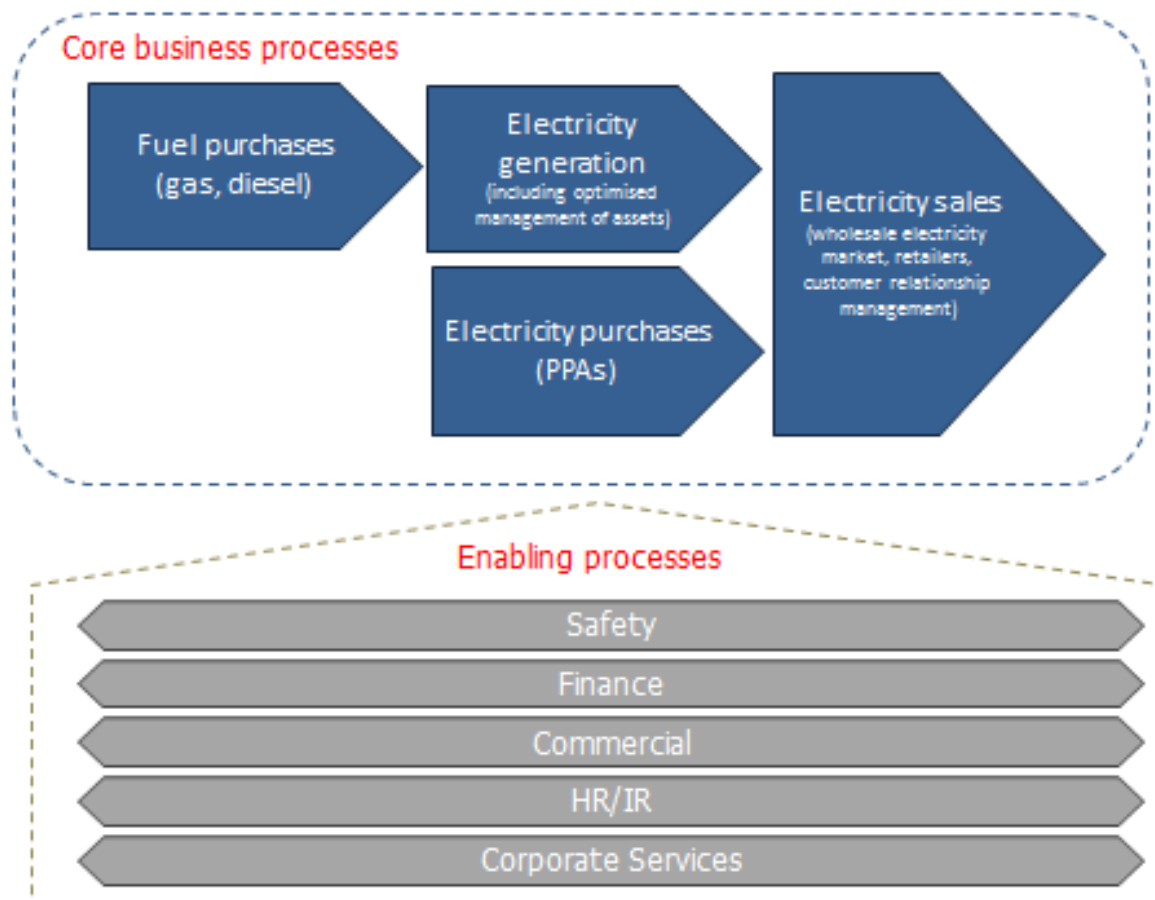 Core business processes
Fuel purchases
(gas, diesel)
Electricity
generation
(including optimised
management of assets)
Electricity purchases
(PPAs)
Electricity sales
(wholesale electricity
market, retailers,
customer relationship
management)
Enabling processes
Safety
Finance
Commercial
HR/IR
Corporate Services